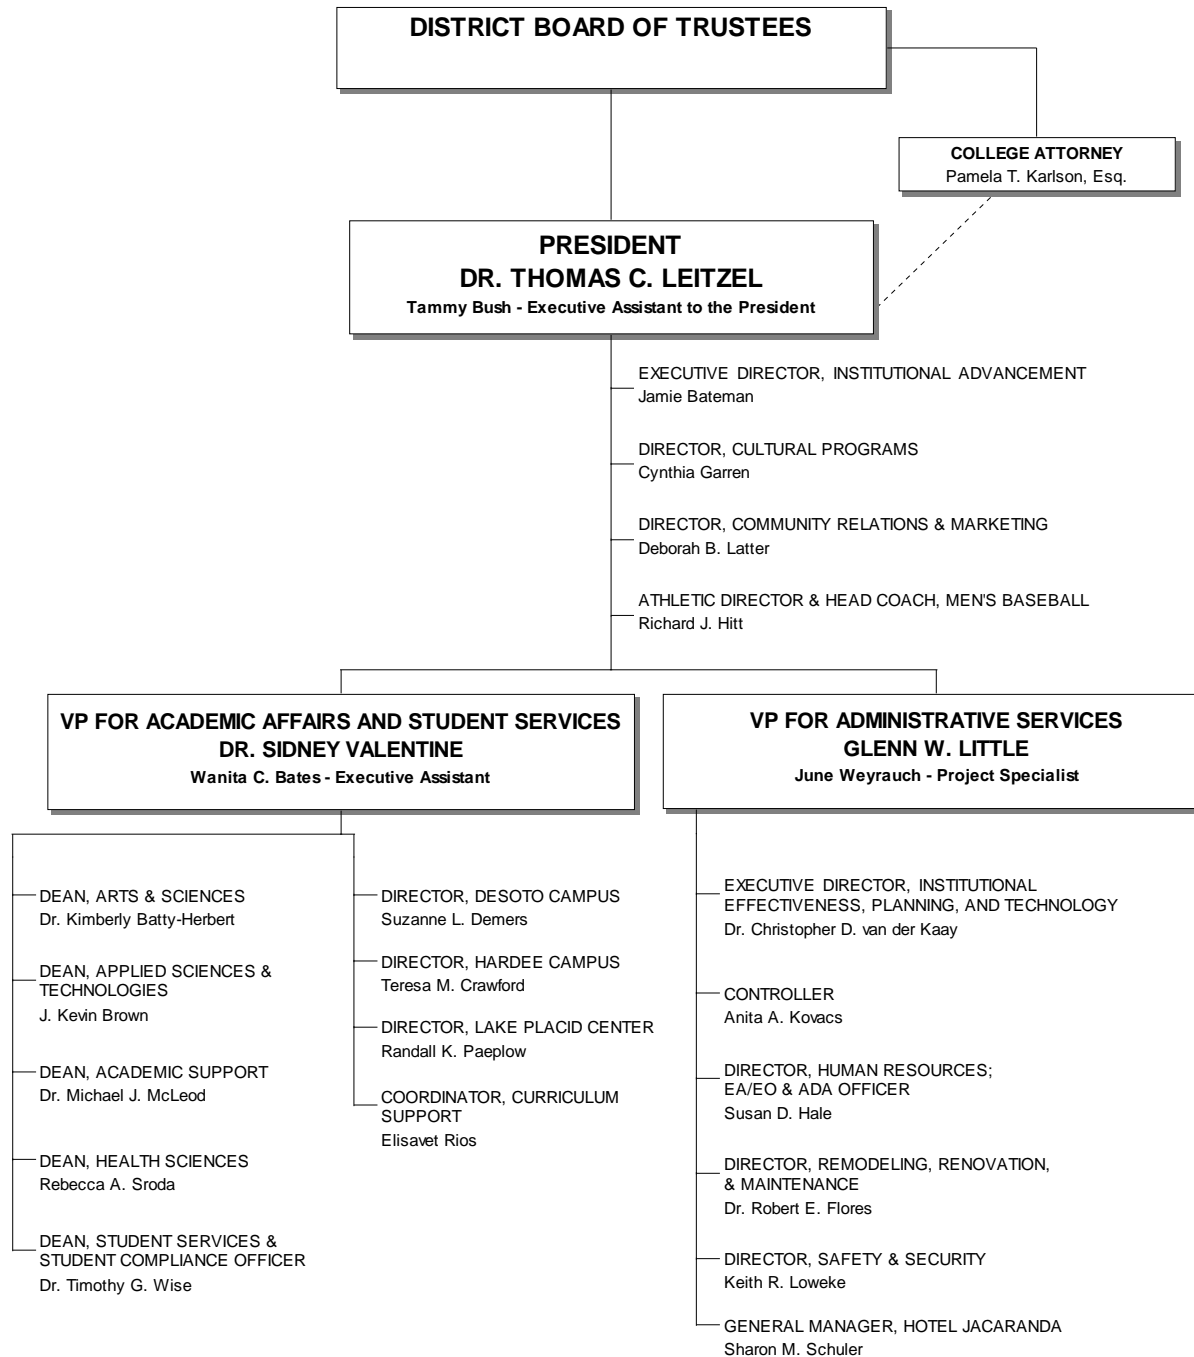 DISTRICT BOARD OF TRUSTEES
COLLEGE ATTORNEY
Pamela T. Karlson, Esq.
PRESIDENT
DR. THOMAS C. LEITZEL
Tammy Bush - Executive Assistant to the President
EXECUTIVE DIRECTOR, INSTITUTIONAL ADVANCEMENT
Jamie Bateman
DIRECTOR, CULTURAL PROGRAMS
Cynthia Garren
DIRECTOR, COMMUNITY RELATIONS & MARKETING
Deborah B. Latter
ATHLETIC DIRECTOR & HEAD COACH, MEN'S BASEBALL
Richard J. Hitt
VP FOR ACADEMIC AFFAIRS AND STUDENT SERVICES
DR. SIDNEY VALENTINE
Wanita C. Bates - Executive Assistant
DEAN, ARTS & SCIENCES
Dr. Kimberly Batty-Herbert
DEAN, APPLIED SCIENCES &
TECHNOLOGIES
J. Kevin Brown
DEAN, ACADEMIC SUPPORT
Dr. Michael J. McLeod
DEAN, HEALTH SCIENCES
Rebecca A. Sroda
DEAN, STUDENT SERVICES &
STUDENT COMPLIANCE OFFICER
Dr. Timothy G. Wise
DIRECTOR, DESOTO CAMPUS
Suzanne L. Demers
DIRECTOR, HARDEE CAMPUS
Teresa M. Crawford
DIRECTOR, LAKE PLACID CENTER
Randall K. Paeplow
COORDINATOR, CURRICULUM
SUPPORT
Elisavet Rios
VP FOR ADMINISTRATIVE SERVICES
GLENN W. LITTLE
June Weyrauch - Project Specialist
EXECUTIVE DIRECTOR, INSTITUTIONAL
EFFECTIVENESS, PLANNING, AND TECHNOLOGY
Dr. Christopher D. van der Kaay
CONTROLLER
Anita A. Kovacs
DIRECTOR, HUMAN RESOURCES;
EA/EO & ADA OFFICER
Susan D. Hale
DIRECTOR, REMODELING, RENOVATION,
& MAINTENANCE
Dr. Robert E. Flores
DIRECTOR, SAFETY & SECURITY
Keith R. Loweke
GENERAL MANAGER, HOTEL JACARANDA
Sharon M. Schuler